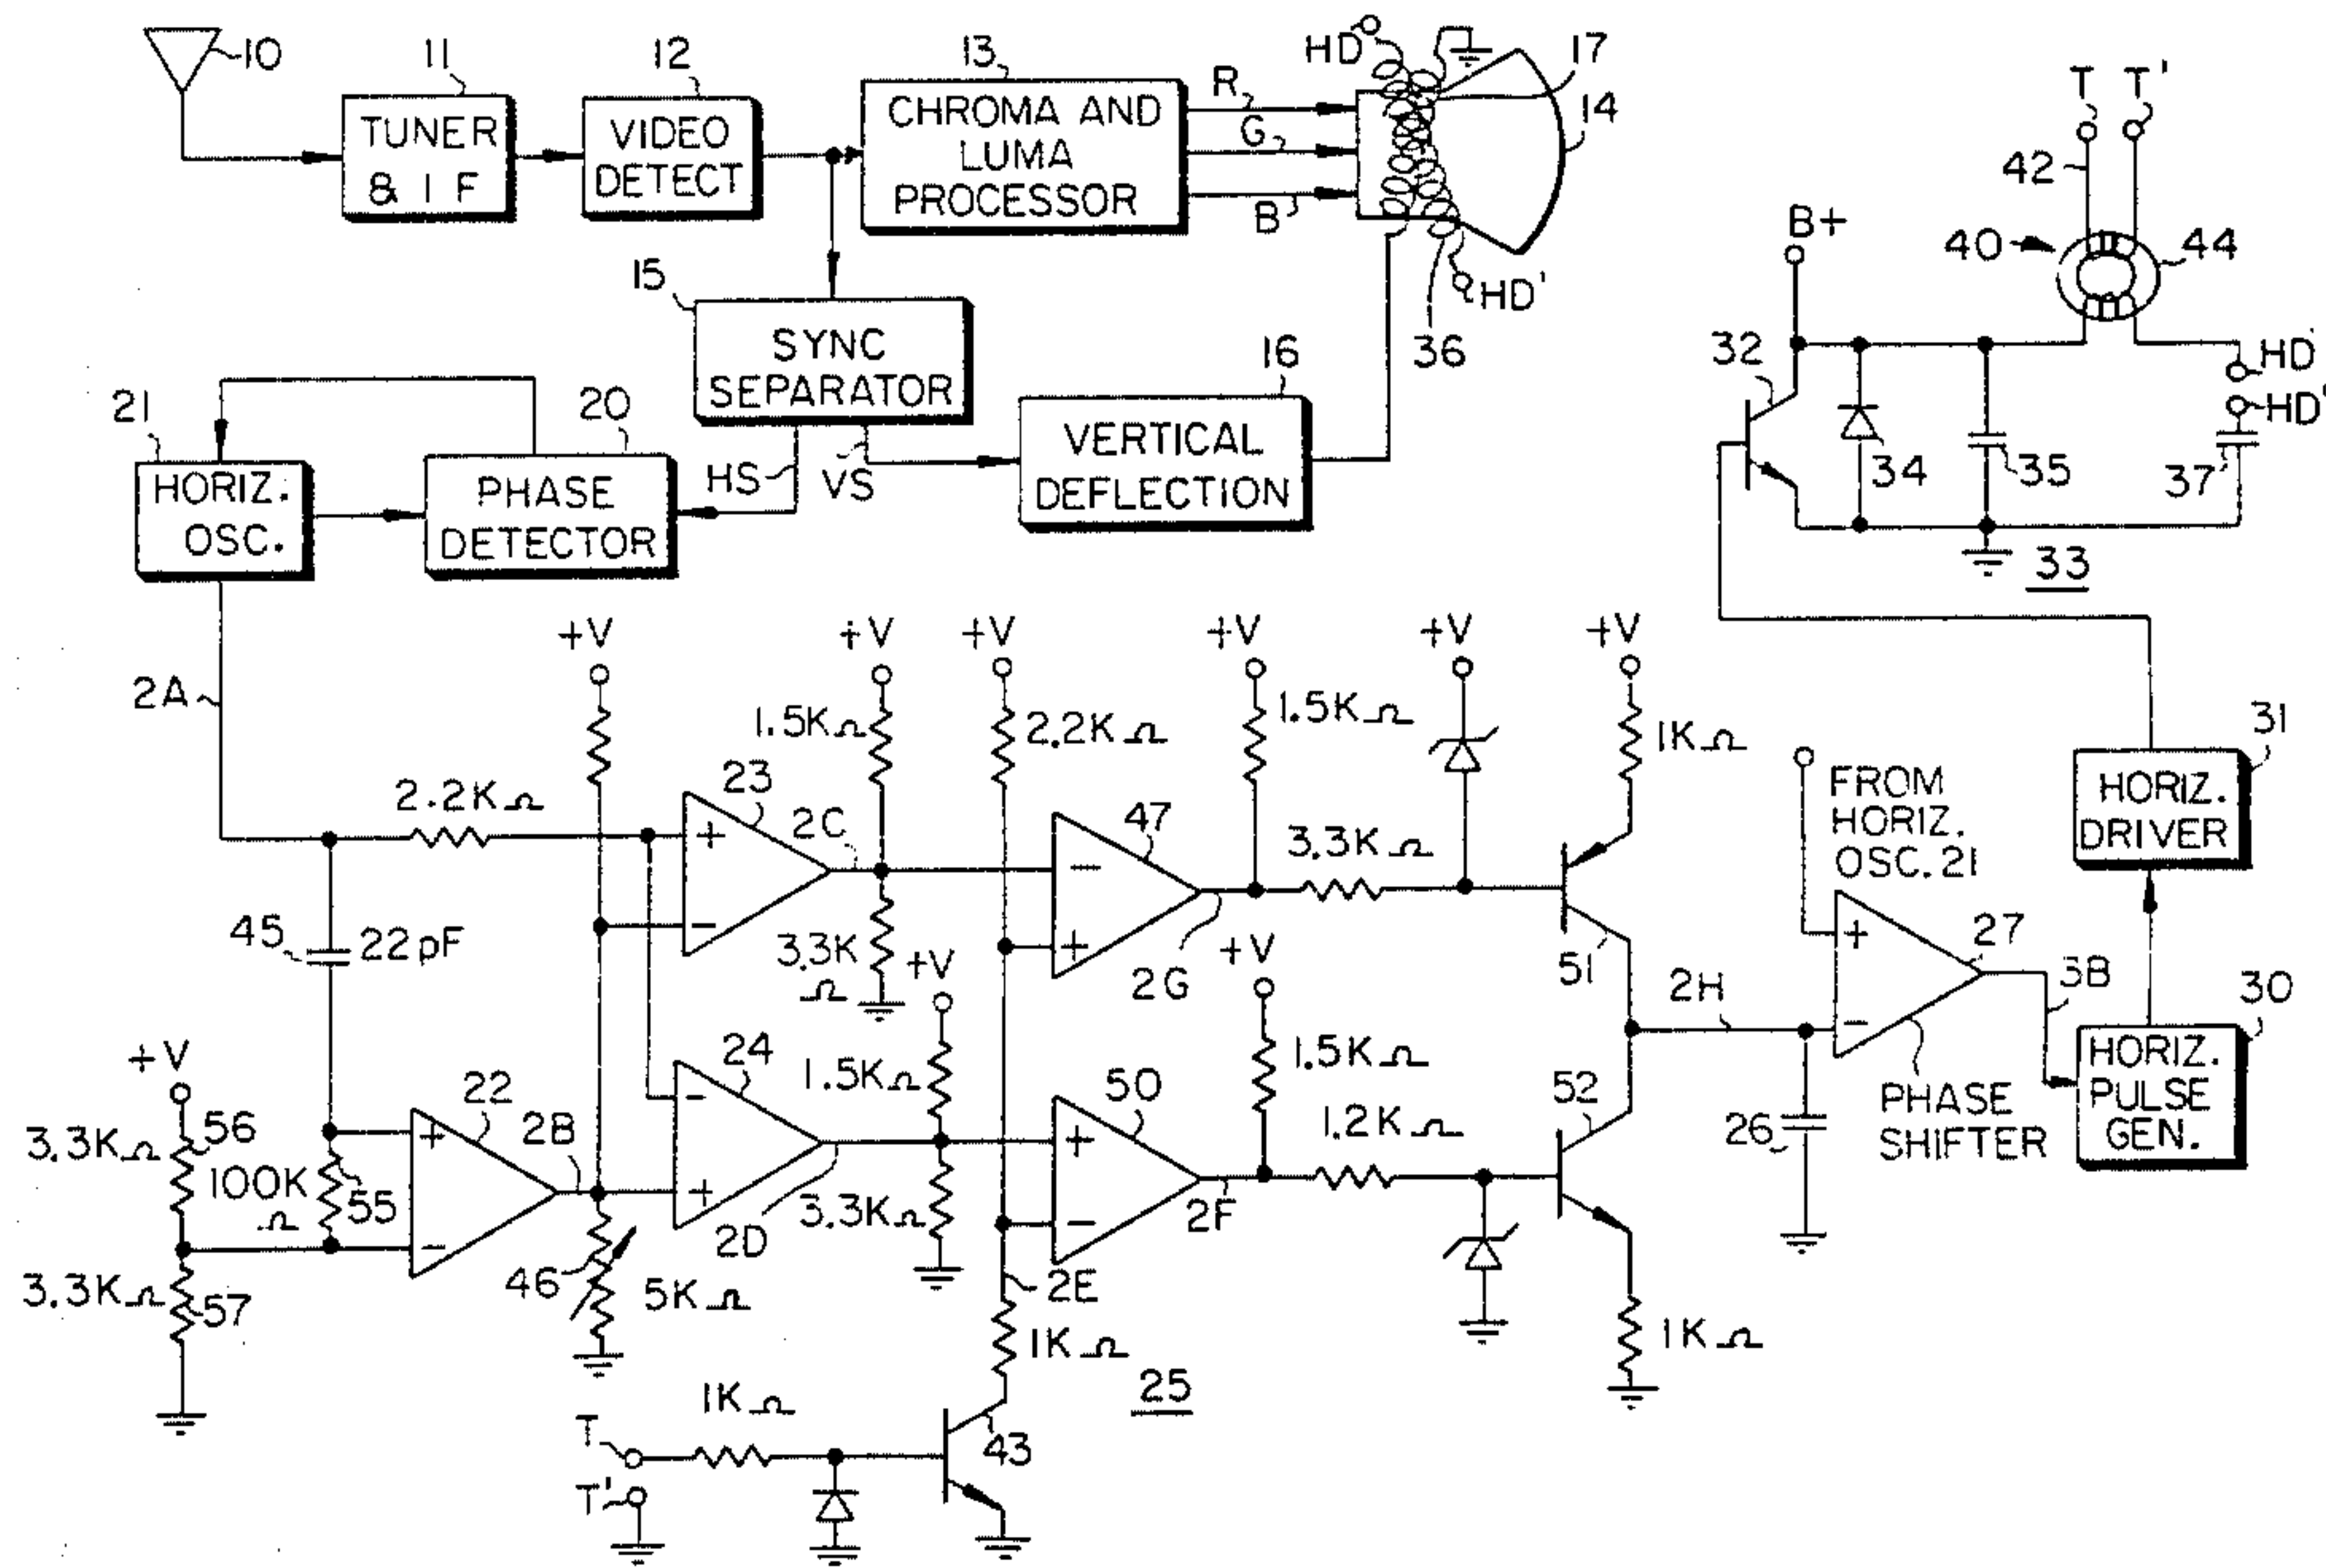 10
11
TUNER
& I F
12
VIDEO
DETECT
13
CHROMA AND
LUMA
PROCESSOR
R
G
B
HD
17
14
HD'
36
T
T'
42
40
44
B+
32
34
35
HD
HD'
37
33
15
SYNC
SEPARATOR
HS
VS
16
VERTICAL
DEFLECTION
21
HORIZ.
OSC.
20
PHASE
DETECTOR
2A
+V
+V
+V
+V
+V
+V
1.5KΩ
2.2KΩ
1.5KΩ
1KΩ
2.2KΩ
23
2C
47
3.3KΩ
FROM
HORIZ.
OSC.21
31
HORIZ.
DRIVER
45
22pF
3.3K
Ω
+V
2G
+V
51
27
3B
30
HORIZ.
PULSE
GEN.
2H
+V
56
3.3KΩ
100K
Ω
55
22
2B
24
1.5KΩ
50
1.5KΩ
1.2KΩ
52
26
PHASE
SHIFTER
3.3KΩ
57
46
5KΩ
2D
3.3KΩ
2E
2F
1KΩ
1KΩ
25
1KΩ
T
T'
43